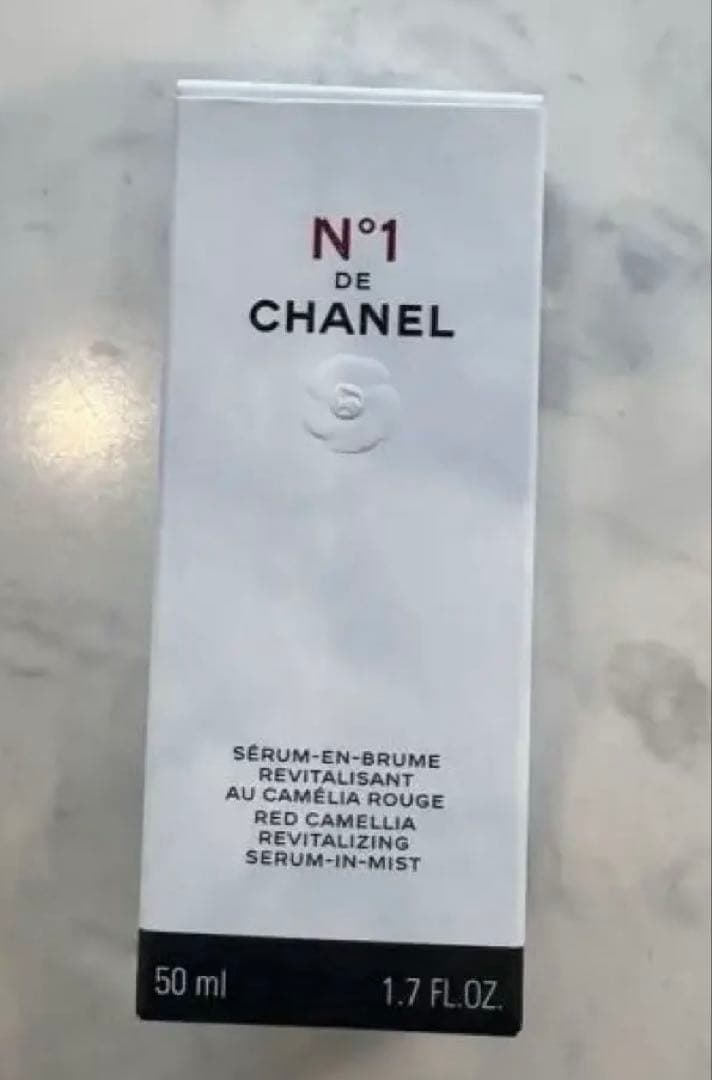 N°1
DE
CHANEL
SÉRUM-EN-BRUME
REVITALISANT
AU CAMÉLIA ROUGE
RED CAMELLIA
REVITALIZING
SERUM-IN-MIST
50 ml 1.7 FL.OZ.